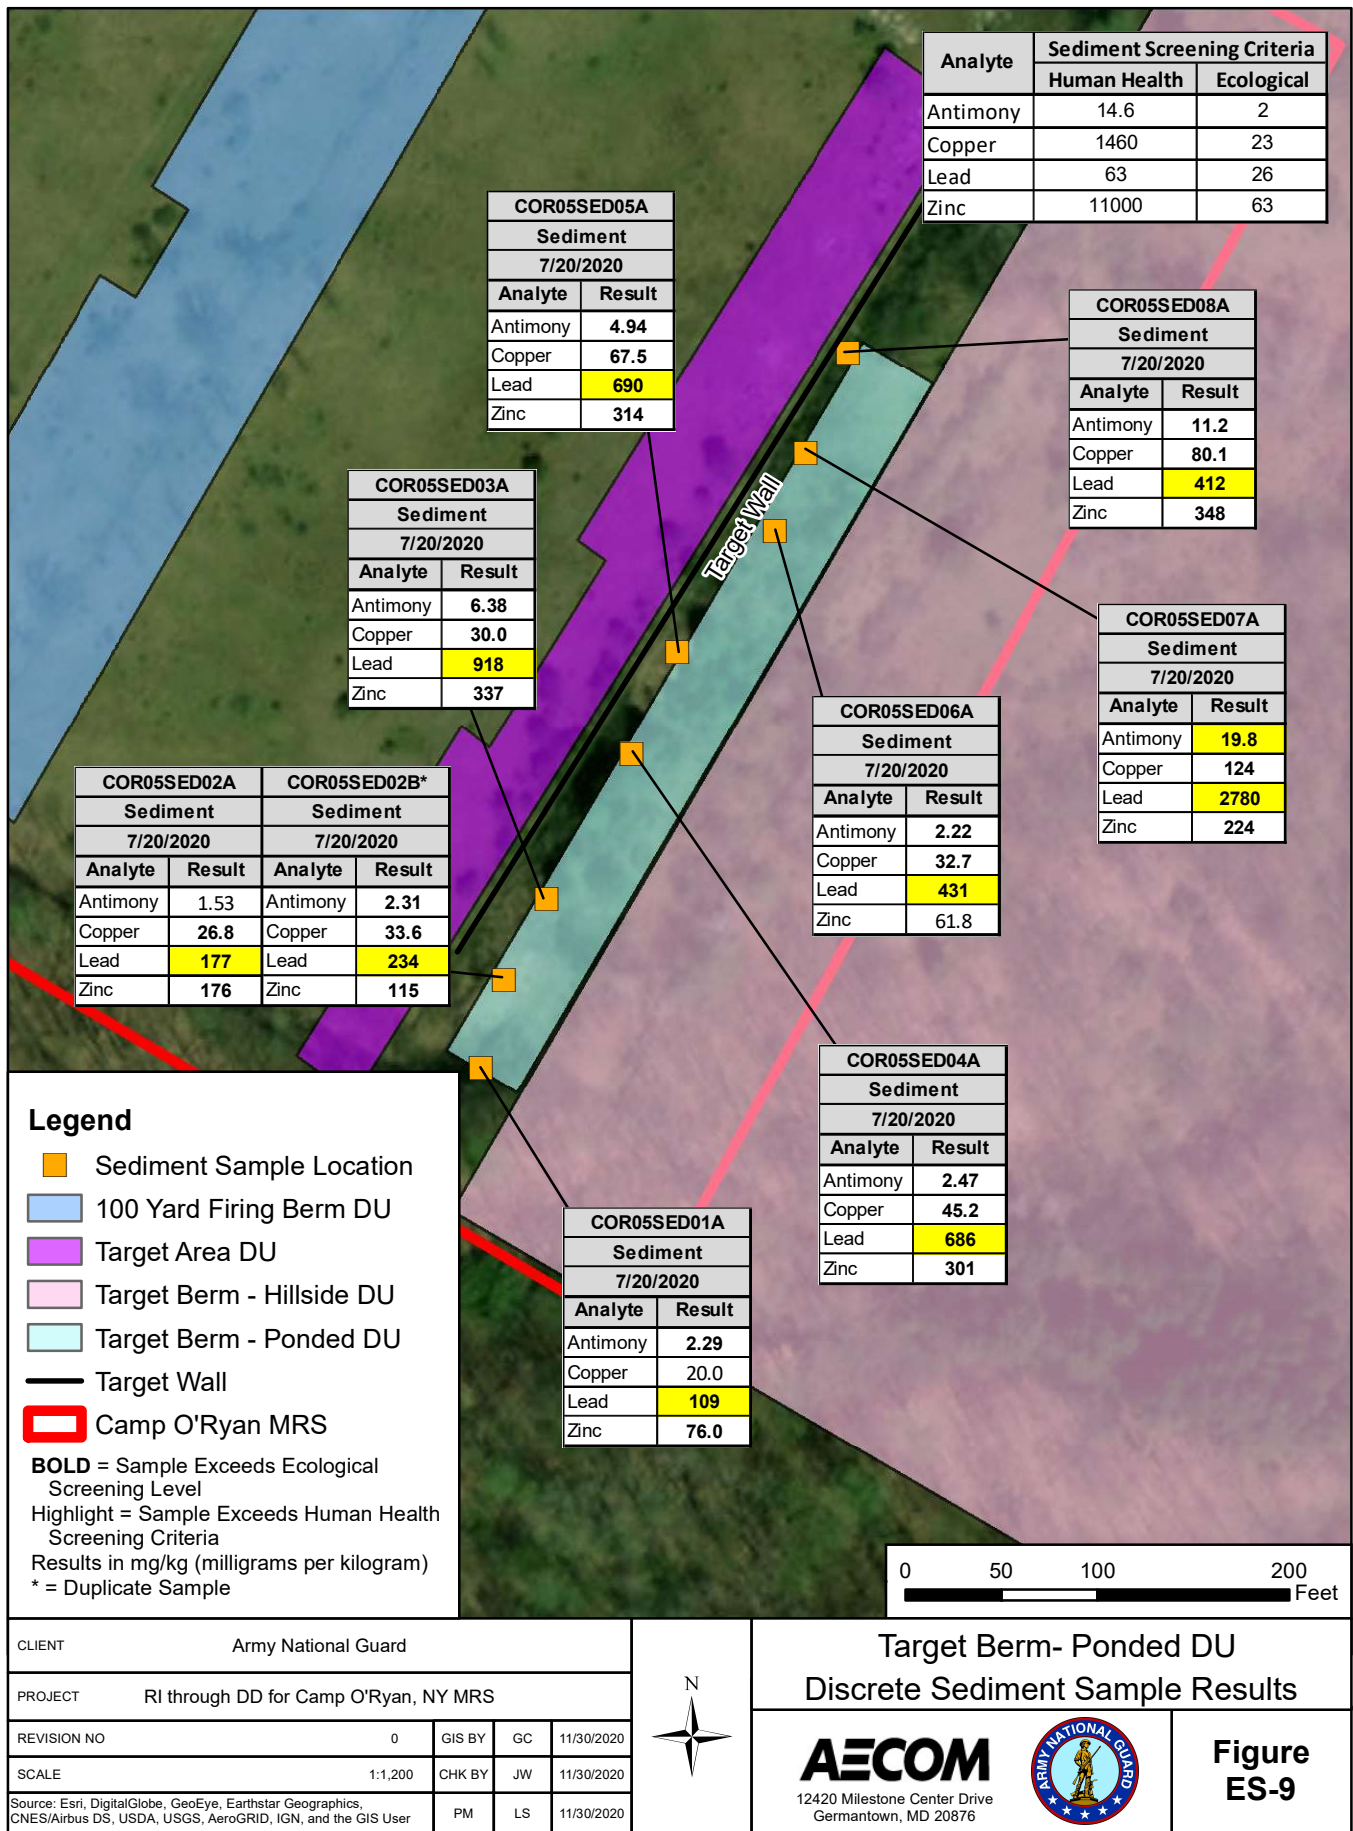 Analyte Sediment Screening Criteria
Human Health Ecological
Antimony 14.6 2
Copper 1460 23
Lead 63 26
Zinc 11000 63
COR05SED05A
Sediment
7/20/2020
Analyte Result
Antimony 4.94
Copper 67.5
Lead 690
Zinc 314
COR05SED08A
Sediment
7/20/2020
Analyte Result
Antimony 11.2
Copper 80.1
Lead 412
Zinc 348
COR05SED03A
Sediment
7/20/2020
Analyte Result
Antimony 6.38
Copper 30.0
Lead 918
Zinc 337
Target Wall
COR05SED07A
Sediment
7/20/2020
Analyte Result
Antimony 19.8
Copper 124
Lead 2780
Zinc 224
COR05SED06A
Sediment
7/20/2020
Analyte Result
Antimony 2.22
Copper 32.7
Lead 431
Zinc 61.8
COR05SED02A COR05SED02B*
Sediment Sediment
7/20/2020 7/20/2020
Analyte Result Analyte Result
Antimony 1.53 Antimony 2.31
Copper 26.8 Copper 33.6
Lead 177 Lead 234
Zinc 176 Zinc 115
COR05SED04A
Sediment
7/20/2020
Analyte Result
Antimony 2.47
Copper 45.2
Lead 686
Zinc 301
COR05SED01A
Sediment
7/20/2020
Analyte Result
Antimony 2.29
Copper 20.0
Lead 109
Zinc 76.0
Legend
Sediment Sample Location
100 Yard Firing Berm DU
Target Area DU
Target Berm - Hillside DU
Target Berm - Ponded DU
Target Wall
Camp O'Ryan MRS
BOLD = Sample Exceeds Ecological
Screening Level
Highlight = Sample Exceeds Human Health
Screening Criteria
Results in mg/kg (milligrams per kilogram)
* = Duplicate Sample
0 50 100 200
Feet
CLIENT Army National Guard
PROJECT RI through DD for Camp O'Ryan, NY MRS
REVISION NO 0 GIS BY GC 11/30/2020
SCALE 1:1,200 CHK BY JW 11/30/2020
Source: Esri, DigitalGlobe, GeoEye, Earthstar Geographics,
CNES/Airbus DS, USDA, USGS, AeroGRID, IGN, and the GIS User
PM LS 11/30/2020
N
Target Berm- Ponded DU
Discrete Sediment Sample Results
AECOM
12420 Milestone Center Drive
Germantown, MD 20876
ARMY NATIONAL GUARD
Figure
ES-9